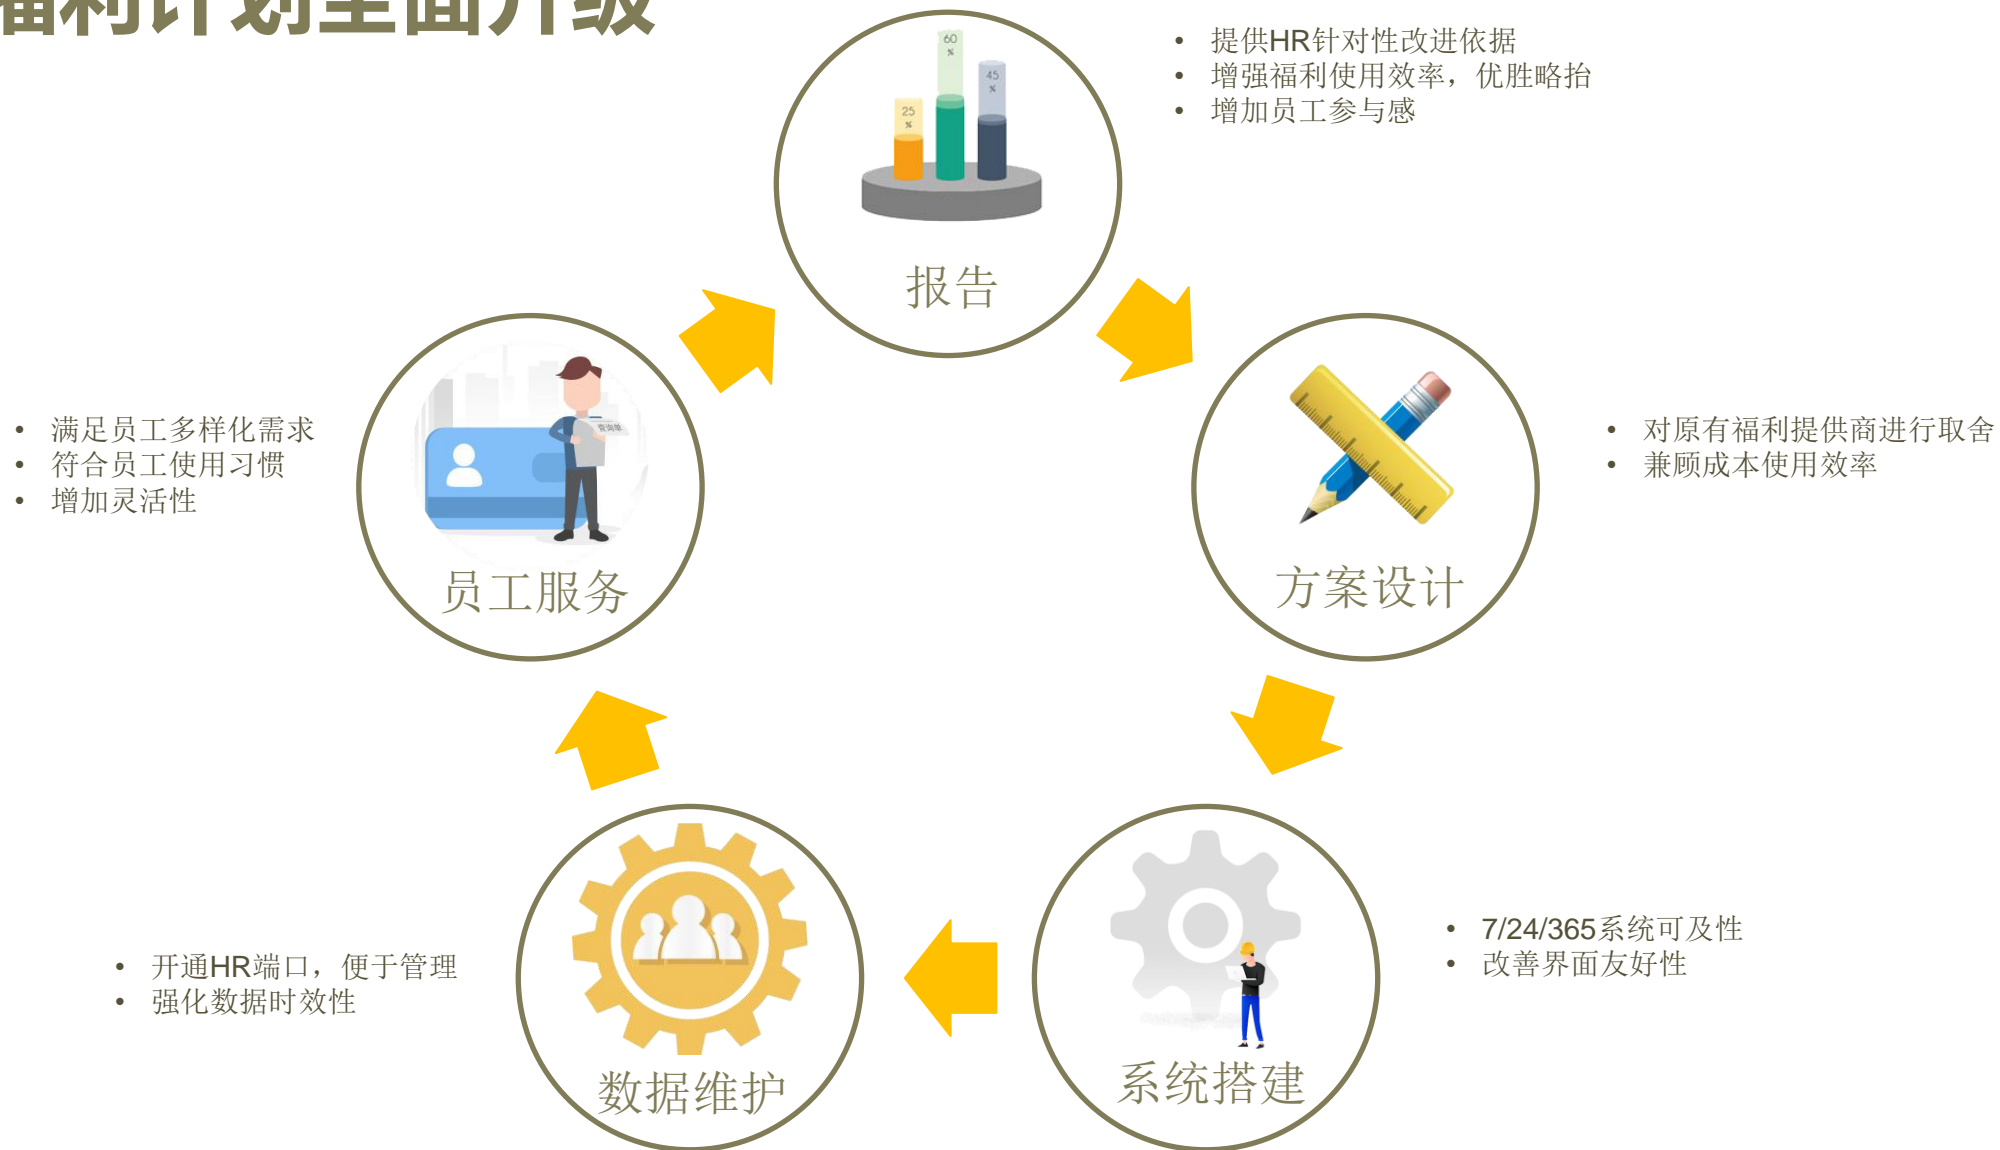 福利计划全面升级
60
%
45
%
25
%
报告
• 提供HR针对性改进依据
• 增强福利使用效率，优胜略抬
• 增加员工参与感
方案设计
• 对原有福利提供商进行取舍
• 兼顾成本使用效率
系统搭建
• 7/24/365系统可及性
• 改善界面友好性
数据维护
• 开通HR端口，便于管理
• 强化数据时效性
员工服务
查询单
• 满足员工多样化需求
• 符合员工使用习惯
• 增加灵活性